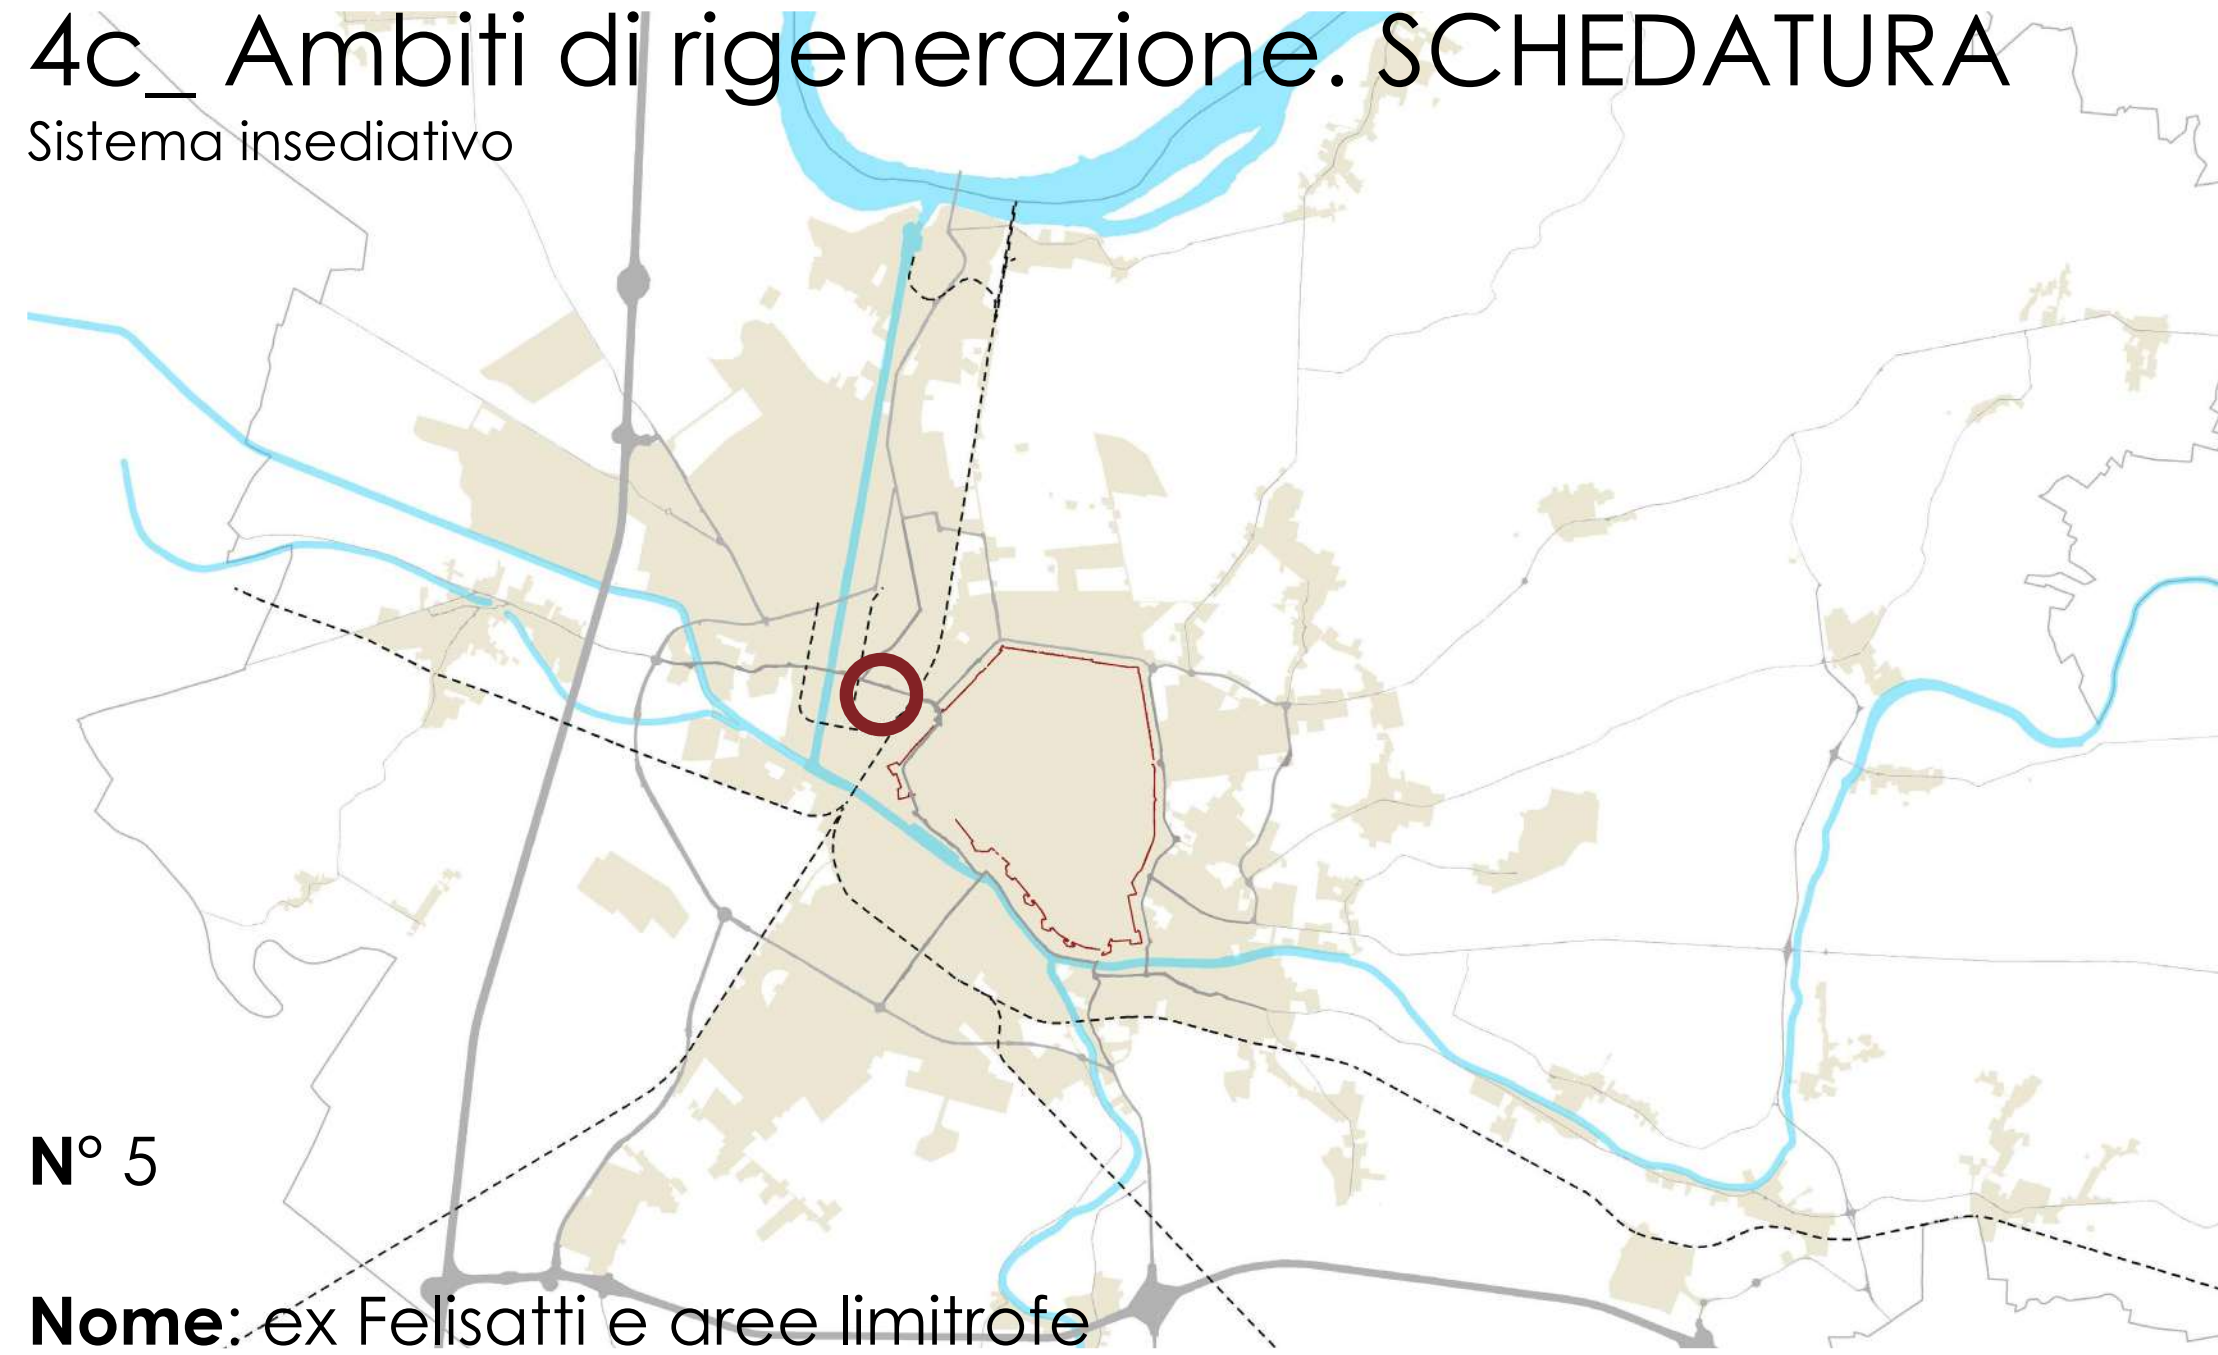 4c_ Ambiti di rigenerazione. SCHEDATURA
Sistema insediativo
N° 5
Nome: ex Felisatti e aree limitrofe